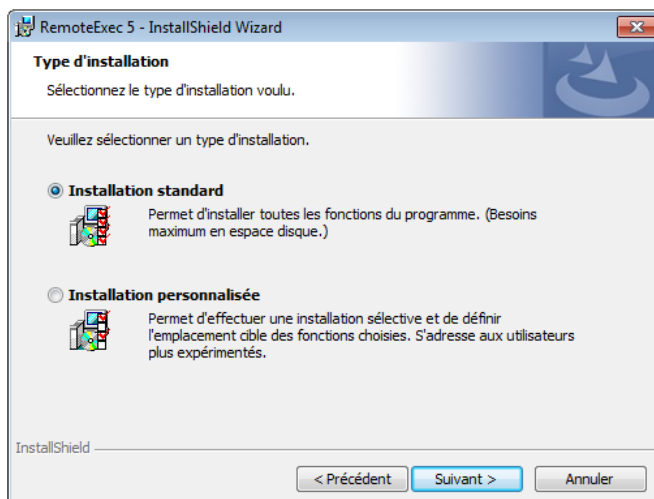 RemoteExec 5 - InstallShield Wizard
Type d'installation
Sélectionnez le type d'installation voulu.
Veuillez sélectionner un type d'installation.
Installation standard
Permet d'installer toutes les fonctions du programme. (Besoins
maximum en espace disque.)
Installation personnalisée
Permet d'effectuer une installation sélective et de définir
l'emplacement cible des fonctions choisies. S'adresse aux utilisateurs
plus expérimentés.
InstallShield
< Précédent
Suivant >
Annuler